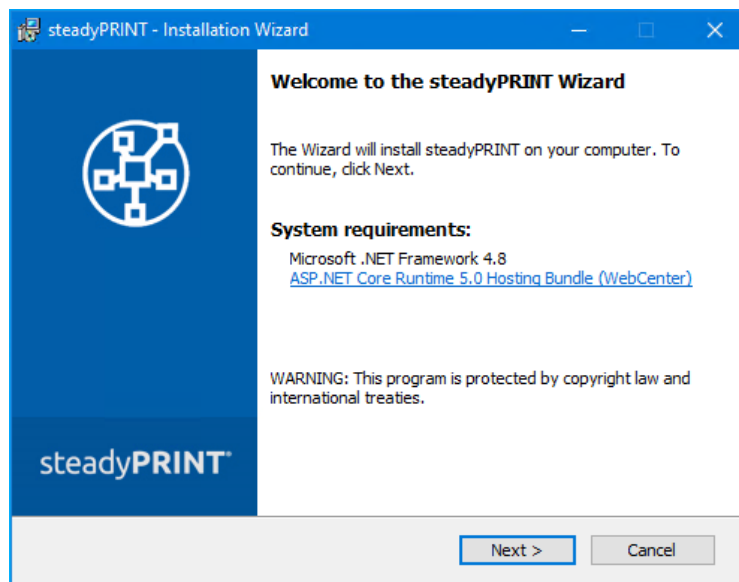 steadyPRINT - Installation Wizard
Welcome to the steadyPRINT Wizard
The Wizard will install steadyPRINT on your computer. To
continue, click Next.
System requirements:
Microsoft .NET Framework 4.8
ASP.NET Core Runtime 5.0 Hosting Bundle (WebCenter)
WARNING: This program is protected by copyright law and
international treaties.
steadyPRINT®
Next >
Cancel